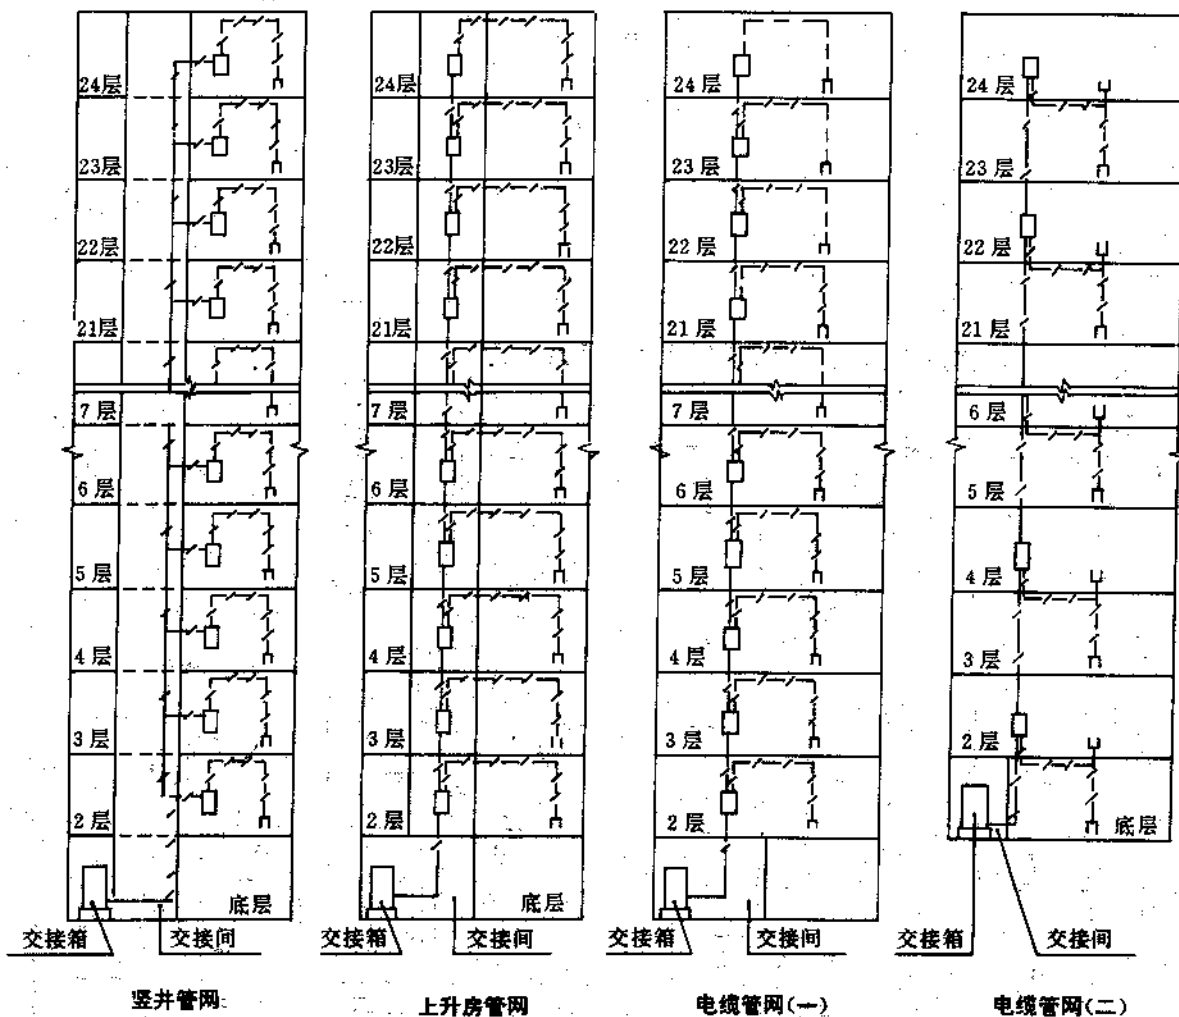 24层
23层
22层
21层
7层
6层
5层
4层
3层
2层
底层
交接箱
交接间
竖井管网
24层
23层
22层
21层
7层
6层
5层
4层
3层
2层
底层
交接箱
交接间
上升房管网
24层
23层
22层
21层
7层
6层
5层
4层
3层
2层
交接箱
交接间
电缆管网(一)
24层
23层
22层
21层
6层
5层
4层
3层
2层
底层
交接箱
交接间
电缆管网(二)